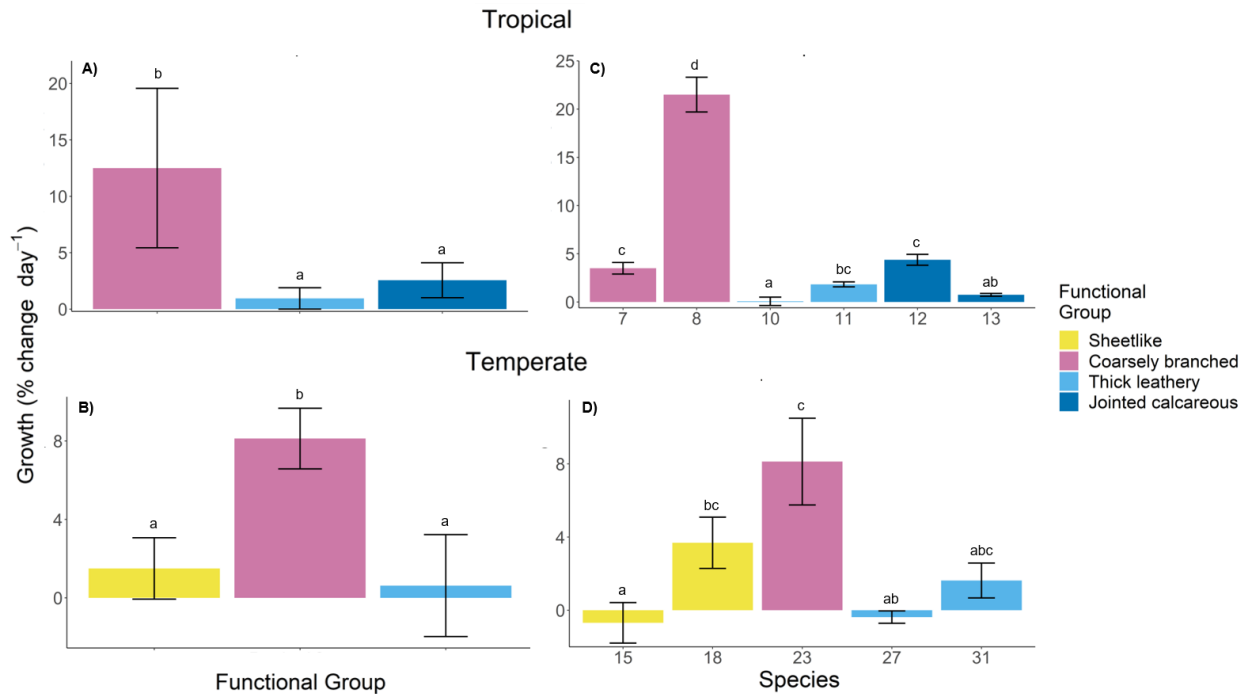 Tropical
A)
b
a
a
20
15
10
5
0
C)
c
d
a
bc
c
ab
25
20
15
10
5
0
7 8 10 11 12 13
Growth (% change day⁻¹)
Temperate
B)
a
b
a
8
4
0
Functional Group
D)
a
bc
c
ab
abc
8
4
0
15 18 23 27 31
Species
Functional
Group
Sheetlike
Coarsely branched
Thick leathery
Jointed calcareous